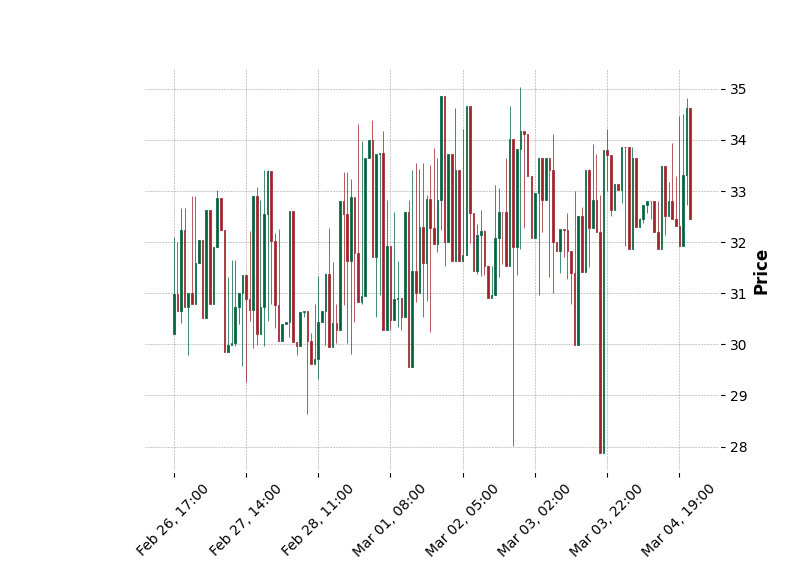 35
34
33
32
31
30
29
28
Price
Feb 26, 17:00
Feb 27, 14:00
Feb 28, 11:00
Mar 01, 08:00
Mar 02, 05:00
Mar 03, 02:00
Mar 03, 22:00
Mar 04, 19:00